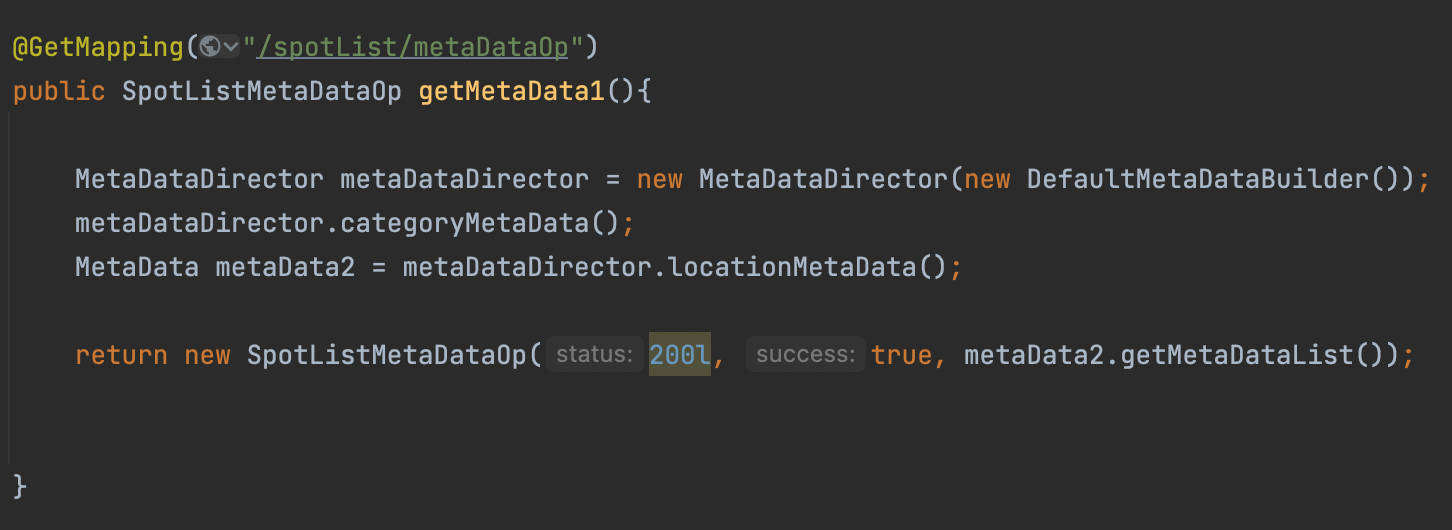 @GetMapping("/spotList/metaDataOp")
public SpotListMetaDataOp getMetaData1(){
MetaDataDirector metaDataDirector = new MetaDataDirector(new DefaultMetaDataBuilder());
metaDataDirector.categoryMetaData();
MetaData metaData2 = metaDataDirector.locationMetaData();
return new SpotListMetaDataOp( status: 200l, success: true, metaData2.getMetaDataList());
}